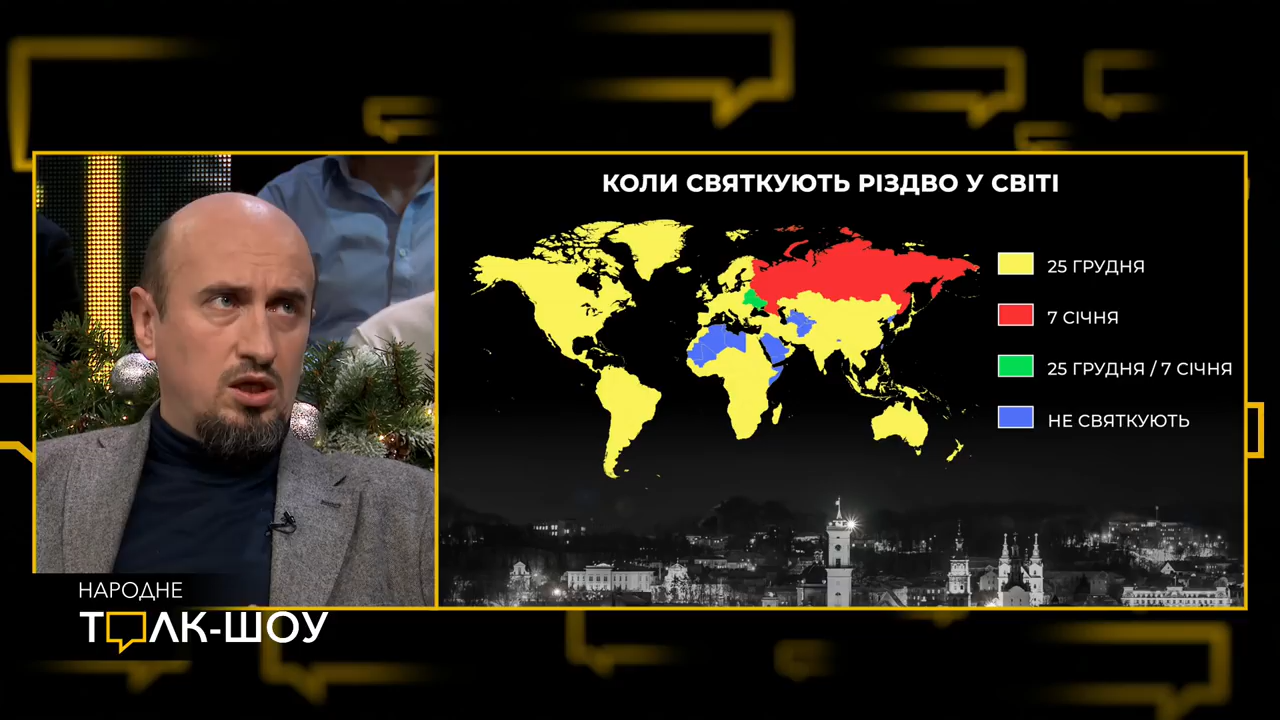 КОЛИ СВЯТКУЮТЬ РІЗДВО У СВІТІ
25 ГРУДНЯ
7 СІЧНЯ
25 ГРУДНЯ / 7 СІЧНЯ
НЕ СВЯТКУЮТЬ
НАРОДНЕ
ТОЛК-ШОУ